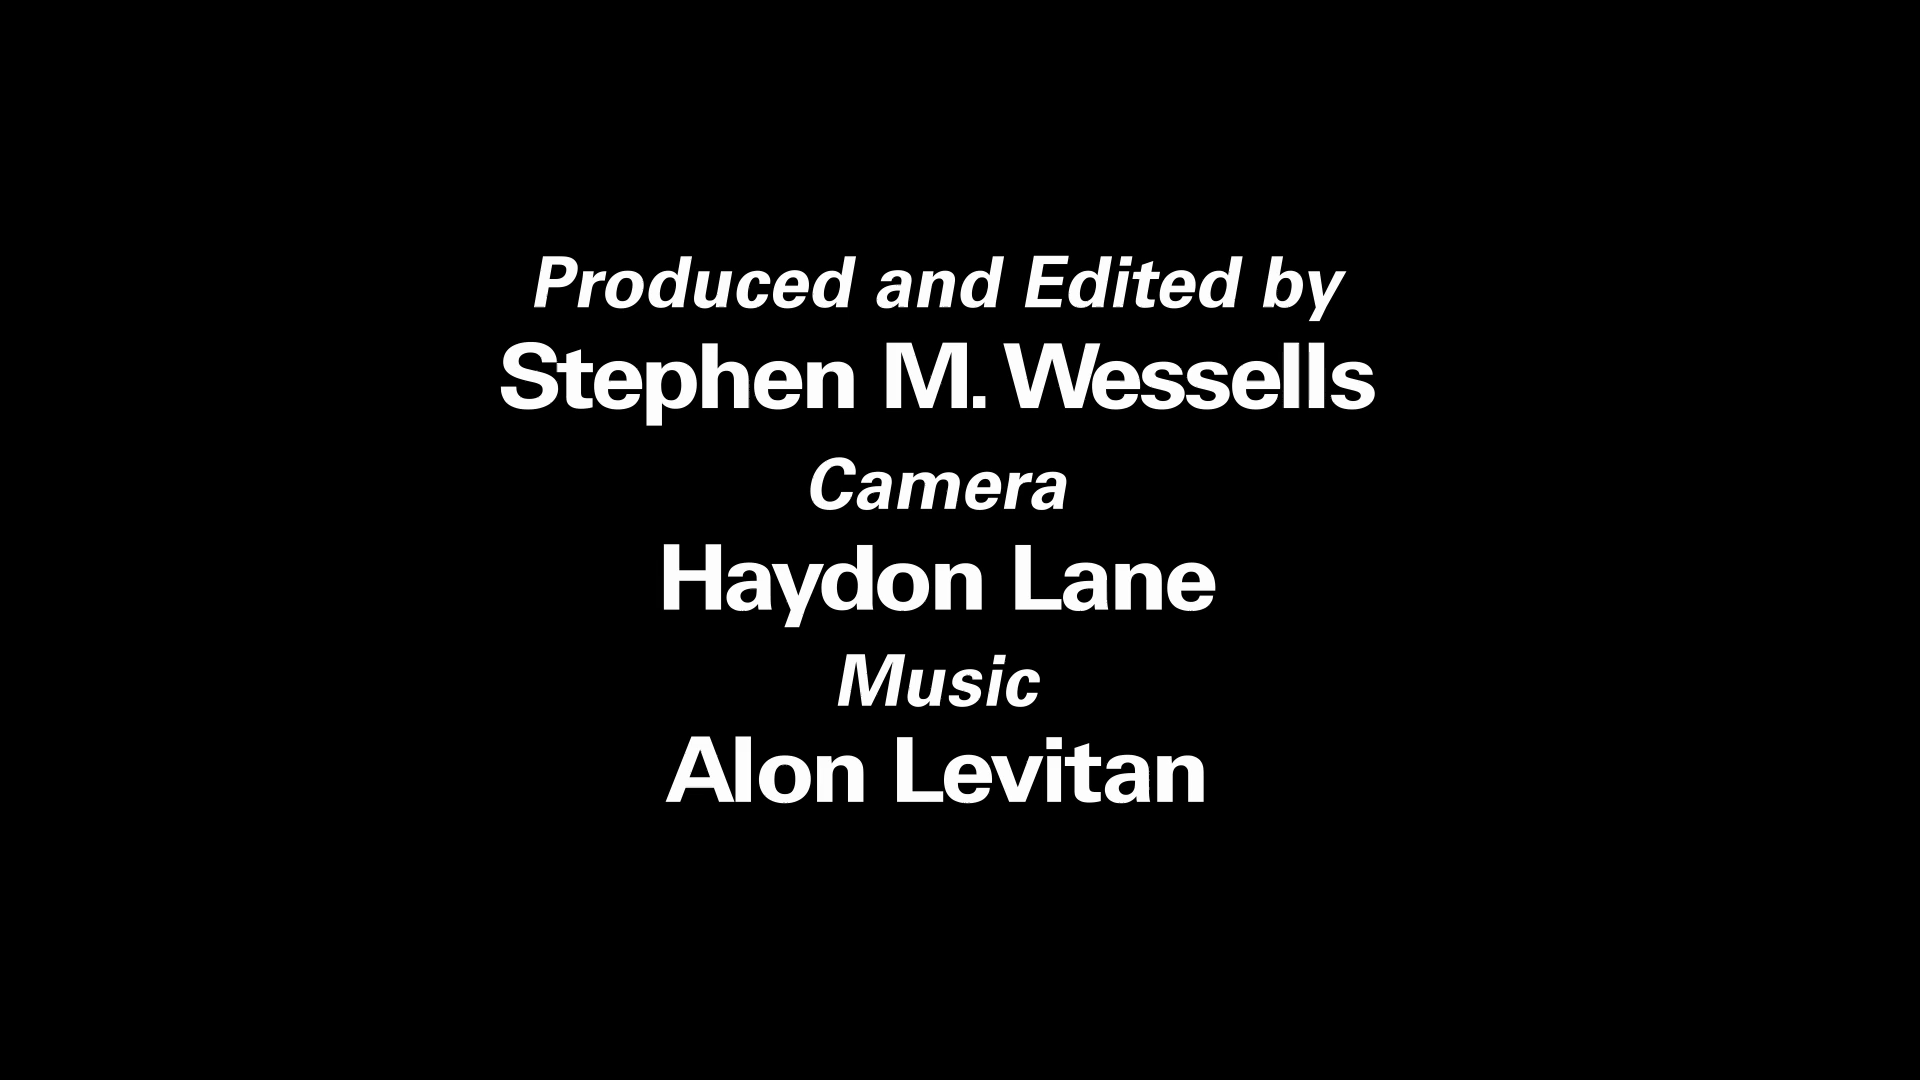 Produced and Edited by
Stephen M. Wessells
Camera
Haydon Lane
Music
Alon Levitan